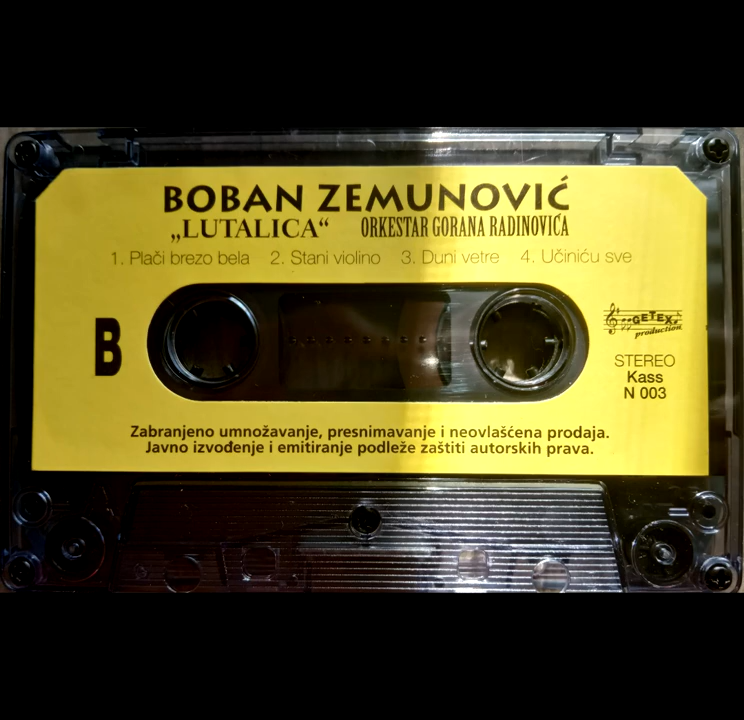 BOBAN ZEMUNOVIĆ
„LUTALICA“ ORKESTAR GORANA RADINOVIĆA
1. Plači brezo bela 2. Stani violino 3. Duni vetre 4. Učiniću sve
B
GETEX
production
STEREO
Kass
N 003
Zabranjeno umnožavanje, presnimavanje i neovlašćena prodaja.
Javno izvođenje i emitiranje podleže zaštiti autorskih prava.